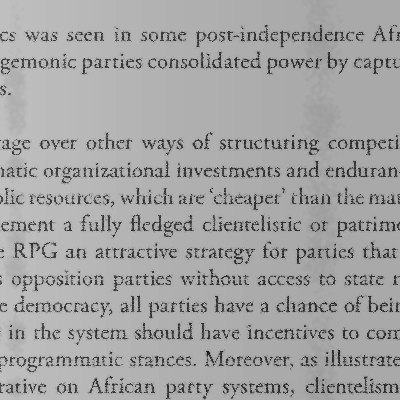 cs was seen in some post-independence Afr
gemonic parties consolidated power by captu
s.
age over other ways of structuring competi
natic organizational investments and enduran
olic resources, which are ‘cheaper’ than the mat
ement a fully fledged clientelistic or patrimo
e RPG an attractive strategy for parties that
s opposition parties without access to state r
e democracy, all parties have a chance of bein
in the system should have incentives to com
programmatic stances. Moreover, as illustrate
rative on African party systems, clientelism